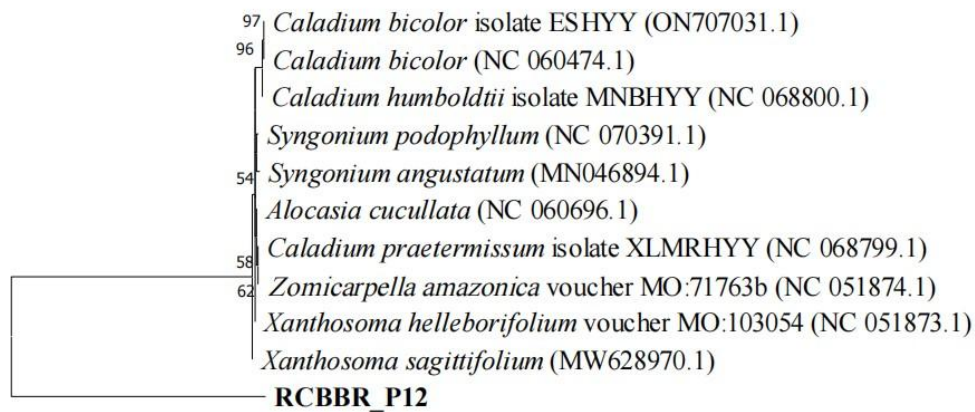 97 Caladium bicolor isolate ESHYY (ON707031.1)
96
Caladium bicolor (NC 060474.1)
Caladium humboldtii isolate MNBHYY (NC 068800.1)
Syngonium podophyllum (NC 070391.1)
54 Syngonium angustatum (MN046894.1)
Alocasia cucullata (NC 060696.1)
Caladium praetermissum isolate XLMRHYY (NC 068799.1)
58
62 Zomicarpella amazonica voucher MO:71763b (NC 051874.1)
Xanthosoma helleborifolium voucher MO:103054 (NC 051873.1)
Xanthosoma sagittifolium (MW628970.1)
RCBBR_P12